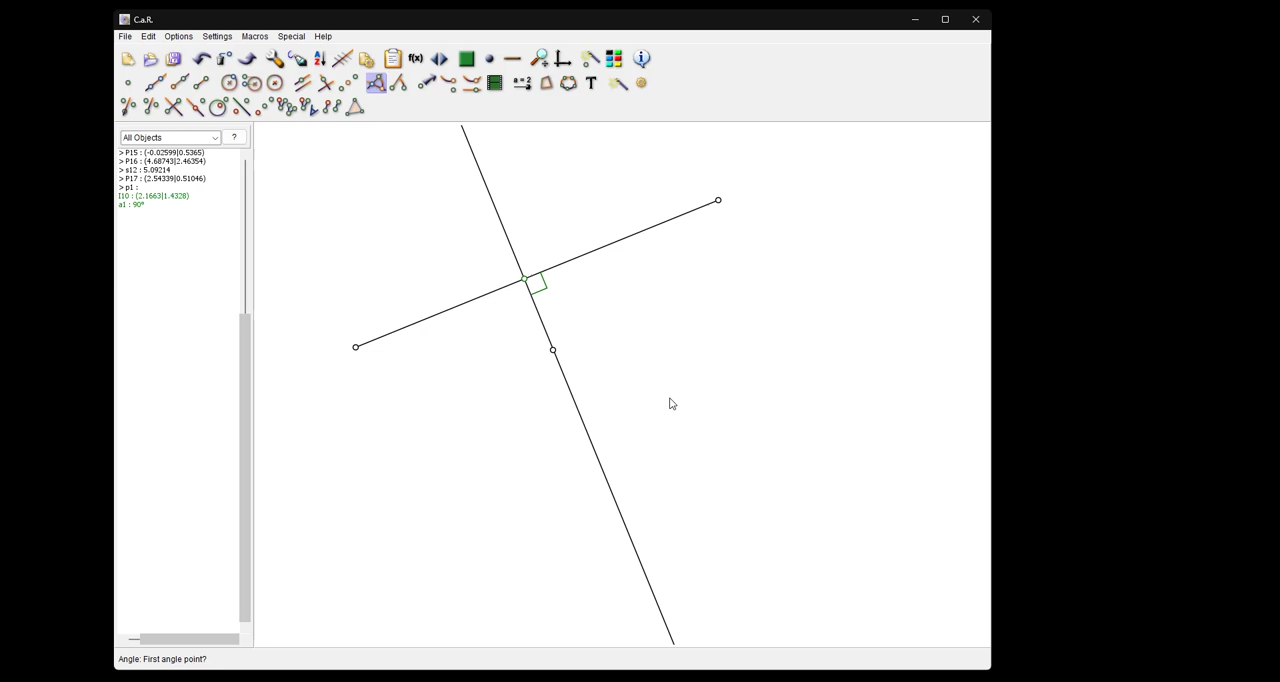 C.a.R.
File Edit Options Settings Macros Special Help
A
Z
f(x)
a = 2
T
All Objects
?
> P15 : (-0.02599|0.5365)
> P16 : (4.68743|2.46354)
> s12 : 5.09214
> P17 : (2.54339|0.51046)
> p1 :
I10 : (2.1663|1.4328)
a1 : 90°
Angle: First angle point?